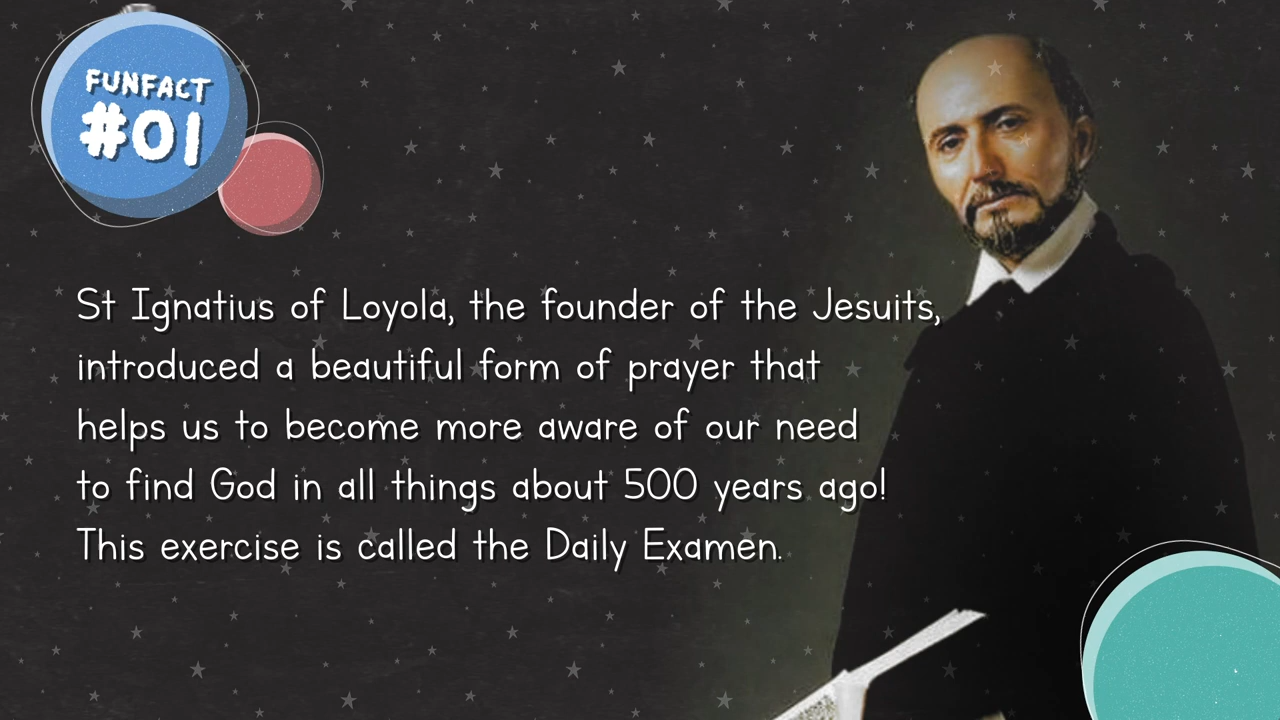 FUNFACT
#01
St Ignatius of Loyola, the founder of the Jesuits,
introduced a beautiful form of prayer that
helps us to become more aware of our need
to find God in all things about 500 years ago!
This exercise is called the Daily Examen.